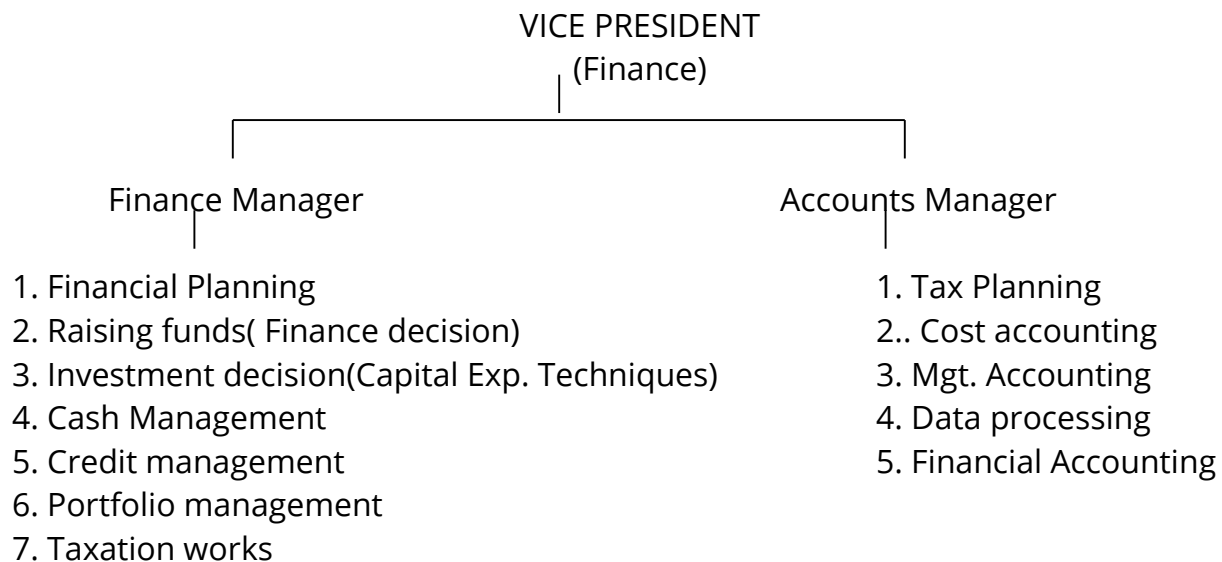 VICE PRESIDENT
(Finance)
Finance Manager
1. Financial Planning
2. Raising funds( Finance decision)
3. Investment decision(Capital Exp. Techniques)
4. Cash Management
5. Credit management
6. Portfolio management
7. Taxation works
Accounts Manager
1. Tax Planning
2.. Cost accounting
3. Mgt. Accounting
4. Data processing
5. Financial Accounting